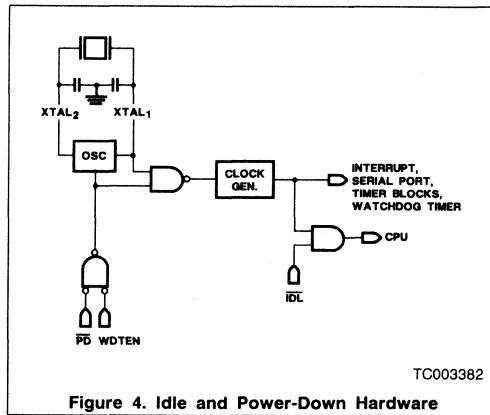 XTAL2
XTAL1
OSC
CLOCK
GEN.
INTERRUPT,
SERIAL PORT,
TIMER BLOCKS,
WATCHDOG TIMER
CPU
IDL
PD WDTEN
TC003382
Figure 4. Idle and Power-Down Hardware